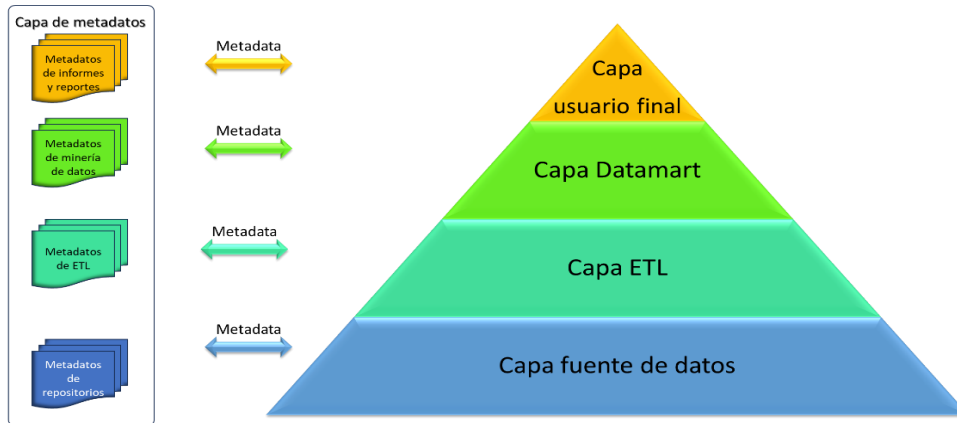 Capa de metadatos
Metadatos
de informes
y reportes
Metadatos
de minería
de datos
Metadatos
de ETL
Metadatos
de
repositorios
Metadata
Metadata
Metadata
Metadata
Capa
usuario final
Capa Datamart
Capa ETL
Capa fuente de datos